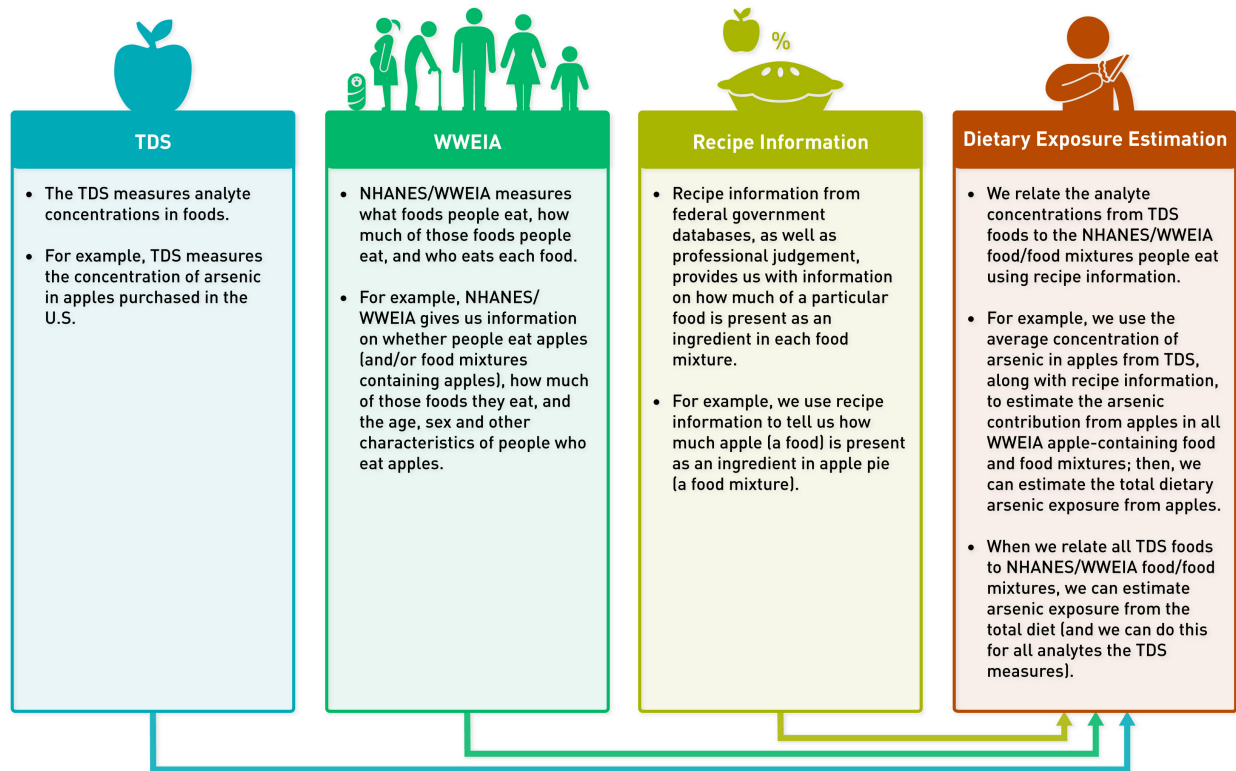 %
TDS
• The TDS measures analyte
concentrations in foods.
• For example, TDS measures
the concentration of arsenic
in apples purchased in the
U.S.
WWEIA
• NHANES/WWEIA measures
what foods people eat, how
much of those foods people
eat, and who eats each food.
• For example, NHANES/
WWEIA gives us information
on whether people eat apples
(and/or food mixtures
containing apples), how much
of those foods they eat, and
the age, sex and other
characteristics of people who
eat apples.
Recipe Information
• Recipe information from
federal government
databases, as well as
professional judgement,
provides us with information
on how much of a particular
food is present as an
ingredient in each food
mixture.
• For example, we use recipe
information to tell us how
much apple (a food) is present
as an ingredient in apple pie
(a food mixture).
Dietary Exposure Estimation
• We relate the analyte
concentrations from TDS
foods to the NHANES/WWEIA
food/food mixtures people eat
using recipe information.
• For example, we use the
average concentration of
arsenic in apples from TDS,
along with recipe information,
to estimate the arsenic
contribution from apples in all
WWEIA apple-containing food
and food mixtures; then, we
can estimate the total dietary
arsenic exposure from apples.
• When we relate all TDS foods
to NHANES/WWEIA food/food
mixtures, we can estimate
arsenic exposure from the
total diet (and we can do this
for all analytes the TDS
measures).